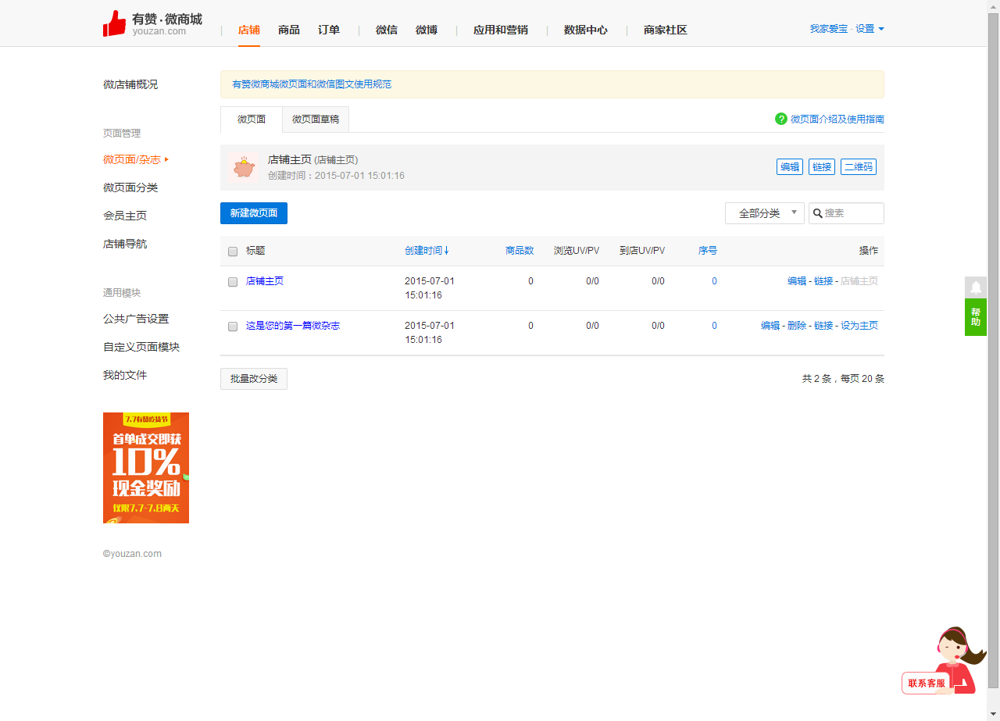 有赞·微商城
youzan.com
店铺 商品 订单 微信 微博 应用和营销 数据中心 商家社区
我家爱宝 - 设置
微店铺概况
页面管理
微页面/杂志
微页面分类
会员主页
店铺导航
通用模块
公共广告设置
自定义页面模块
我的文件
7.7有赞吃货节
首单成交即获
10%
现金奖励
仅限7.7-7.8两天
©youzan.com
有赞微商城微页面和微信图文使用规范
微页面 微页面草稿
? 微页面介绍及使用指南
店铺主页 (店铺主页)
创建时间：2015-07-01 15:01:16
编辑 链接 二维码
新建微页面
全部分类
搜索
标题 创建时间↓ 商品数 浏览UV/PV 到店UV/PV 序号 操作
店铺主页 2015-07-01 15:01:16 0 0/0 0/0 0 编辑 - 链接 - 店铺主页
这是您的第一篇微杂志 2015-07-01 15:01:16 0 0/0 0/0 0 编辑 - 删除 - 链接 - 设为主页
批量改分类
共 2 条，每页 20 条
帮助
联系客服